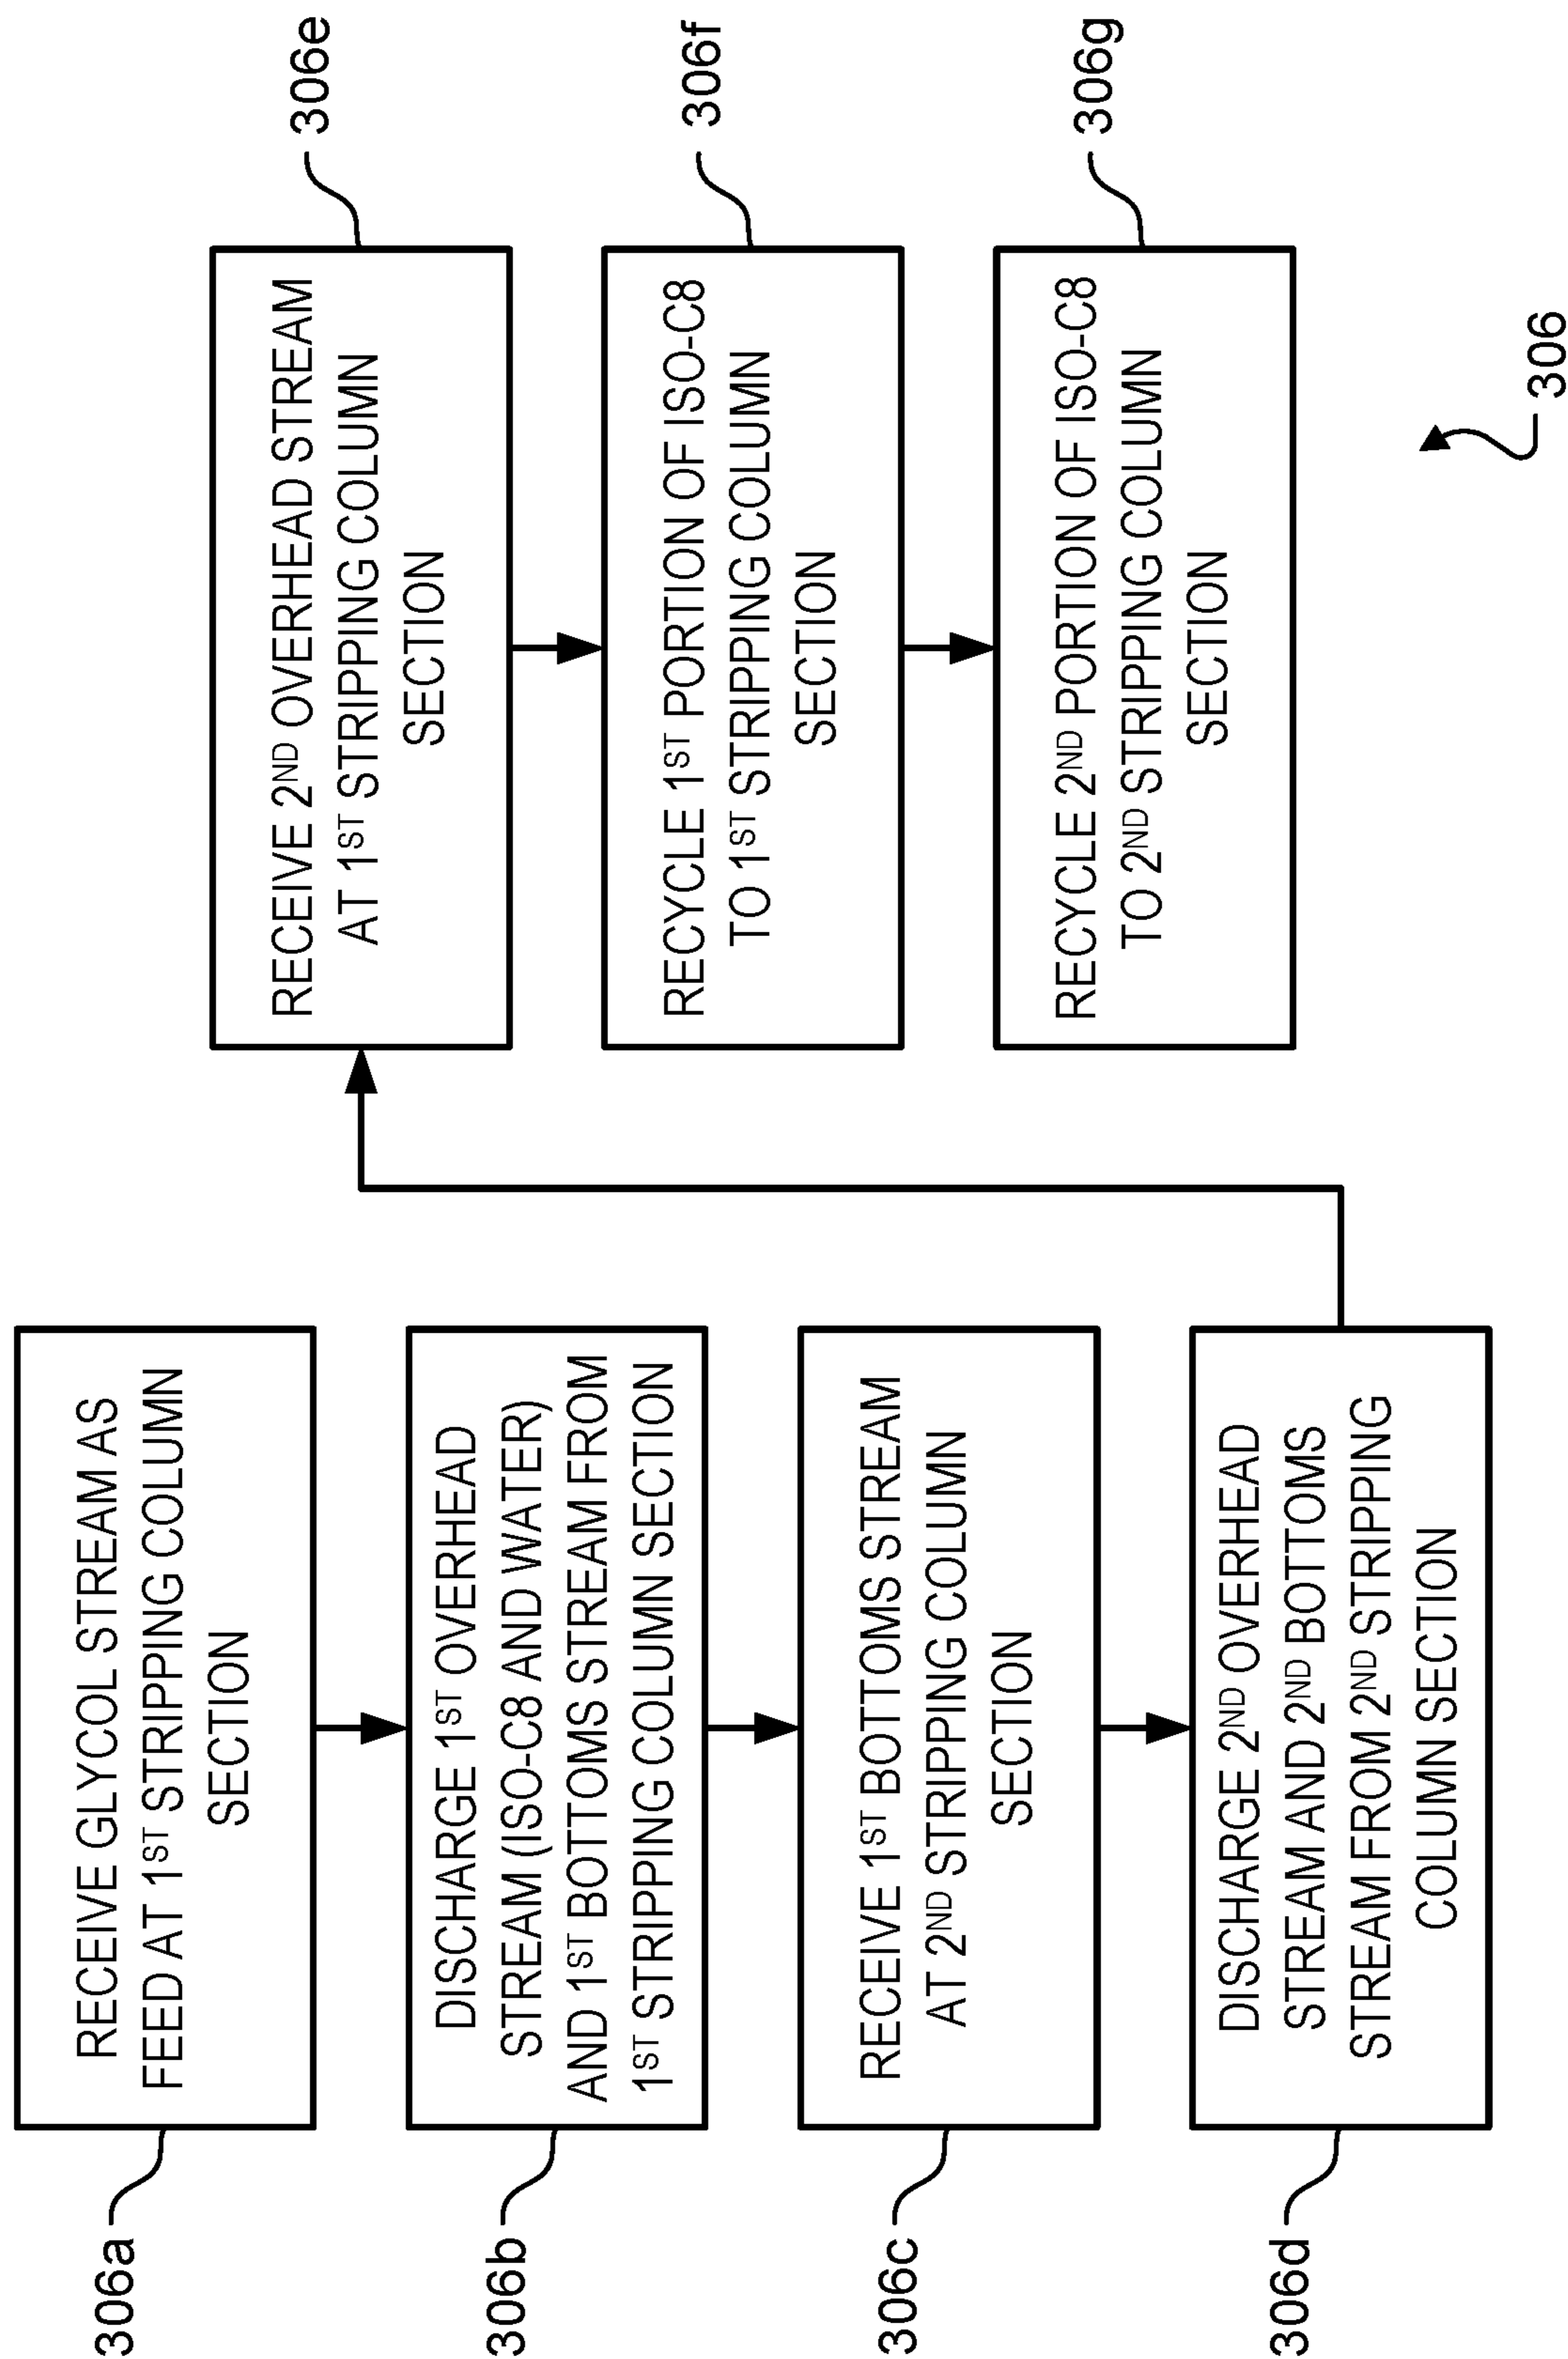 306a
RECEIVE GLYCOL STREAM AS
FEED AT 1ST STRIPPING COLUMN
SECTION
306b
DISCHARGE 1ST OVERHEAD
STREAM (ISO-C8 AND WATER)
AND 1ST BOTTOMS STREAM FROM
1ST STRIPPING COLUMN SECTION
306c
RECEIVE 1ST BOTTOMS STREAM
AT 2ND STRIPPING COLUMN
SECTION
306d
DISCHARGE 2ND OVERHEAD
STREAM AND 2ND BOTTOMS
STREAM FROM 2ND STRIPPING
COLUMN SECTION
306e
RECEIVE 2ND OVERHEAD STREAM
AT 1ST STRIPPING COLUMN
SECTION
306f
RECYCLE 1ST PORTION OF ISO-C8
TO 1ST STRIPPING COLUMN
SECTION
306g
RECYCLE 2ND PORTION OF ISO-C8
TO 2ND STRIPPING COLUMN
SECTION
306